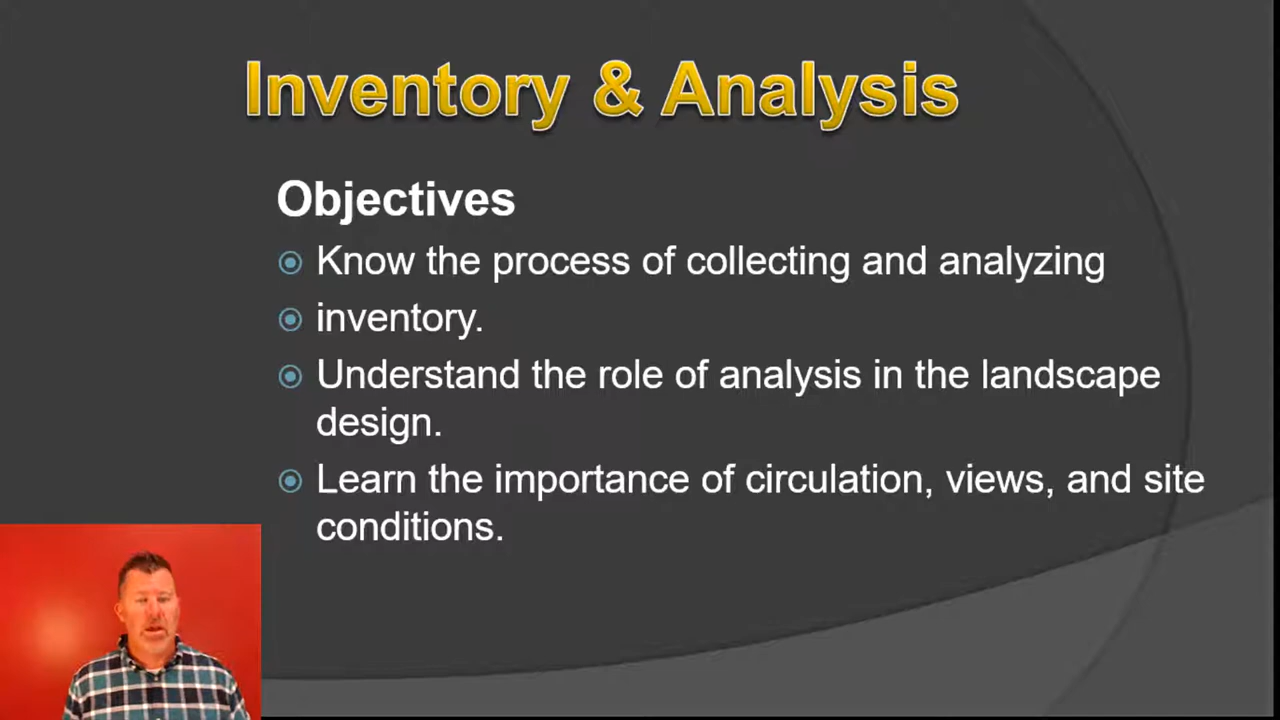 Inventory & Analysis
Objectives
Know the process of collecting and analyzing
inventory.
Understand the role of analysis in the landscape
design.
Learn the importance of circulation, views, and site
conditions.